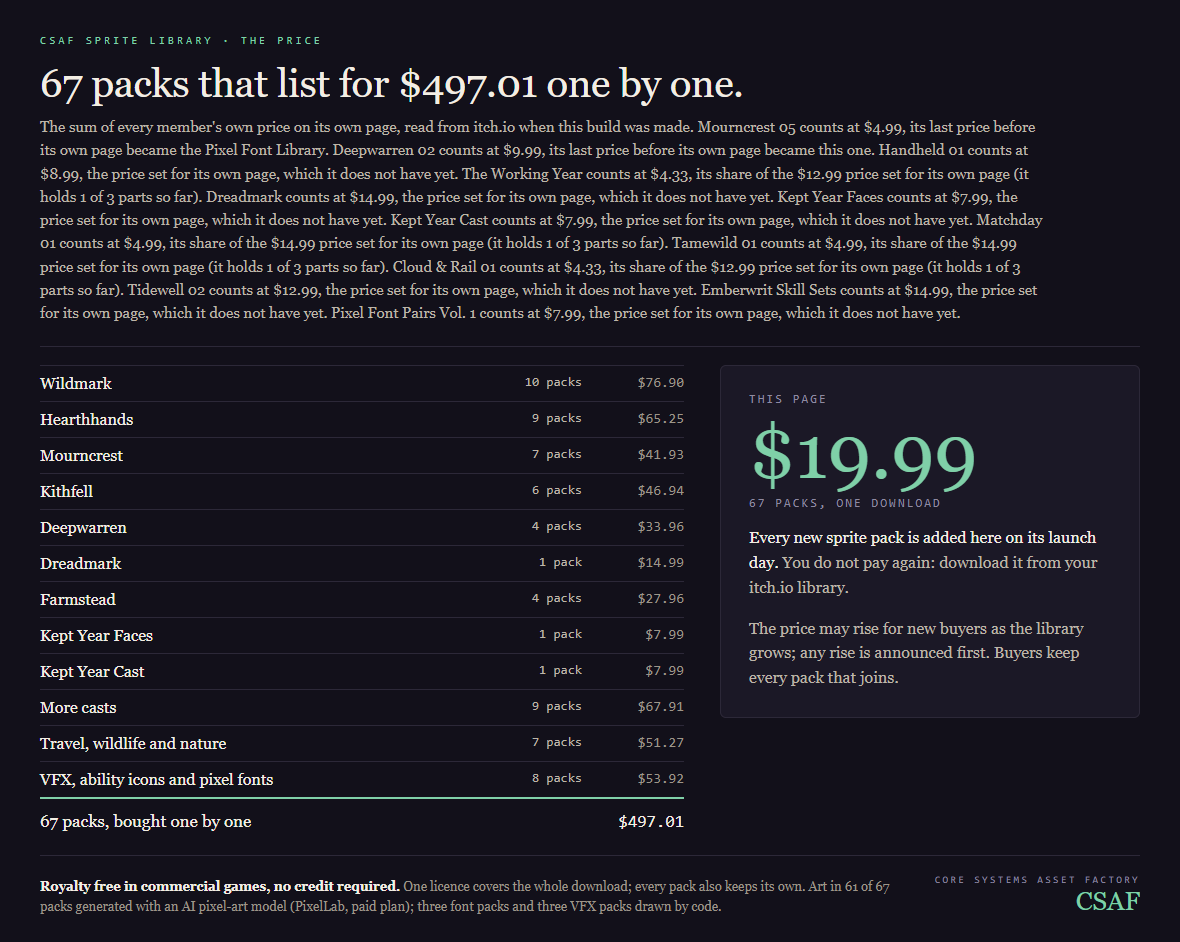 CSAF SPRITE LIBRARY · THE PRICE
67 packs that list for $497.01 one by one.
The sum of every member's own price on its own page, read from itch.io when this build was made. Mourncrest 05 counts at $4.99, its last price before
its own page became the Pixel Font Library. Deepwarren 02 counts at $9.99, its last price before its own page became this one. Handheld 01 counts at
$8.99, the price set for its own page, which it does not have yet. The Working Year counts at $4.33, its share of the $12.99 price set for its own page (it
holds 1 of 3 parts so far). Dreadmark counts at $14.99, the price set for its own page, which it does not have yet. Kept Year Faces counts at $7.99, the
price set for its own page, which it does not have yet. Kept Year Cast counts at $7.99, the price set for its own page, which it does not have yet. Matchday
01 counts at $4.99, its share of the $14.99 price set for its own page (it holds 1 of 3 parts so far). Tamewild 01 counts at $4.99, its share of the $14.99
price set for its own page (it holds 1 of 3 parts so far). Cloud & Rail 01 counts at $4.33, its share of the $12.99 price set for its own page (it holds 1 of 3
parts so far). Tidewell 02 counts at $12.99, the price set for its own page, which it does not have yet. Emberwrit Skill Sets counts at $14.99, the price set
for its own page, which it does not have yet. Pixel Font Pairs Vol. 1 counts at $7.99, the price set for its own page, which it does not have yet.
Wildmark 10 packs $76.90
Hearthhands 9 packs $65.25
Mourncrest 7 packs $41.93
Kithfell 6 packs $46.94
Deepwarren 4 packs $33.96
Dreadmark 1 pack $14.99
Farmstead 4 packs $27.96
Kept Year Faces 1 pack $7.99
Kept Year Cast 1 pack $7.99
More casts 9 packs $67.91
Travel, wildlife and nature 7 packs $51.27
VFX, ability icons and pixel fonts 8 packs $53.92
67 packs, bought one by one $497.01
THIS PAGE
$19.99
67 PACKS, ONE DOWNLOAD
Every new sprite pack is added here on its launch
day. You do not pay again: download it from your
itch.io library.
The price may rise for new buyers as the library
grows; any rise is announced first. Buyers keep
every pack that joins.
Royalty free in commercial games, no credit required. One licence covers the whole download; every pack also keeps its own. Art in 61 of 67
packs generated with an AI pixel-art model (PixelLab, paid plan); three font packs and three VFX packs drawn by code.
CORE SYSTEMS ASSET FACTORY
CSAF